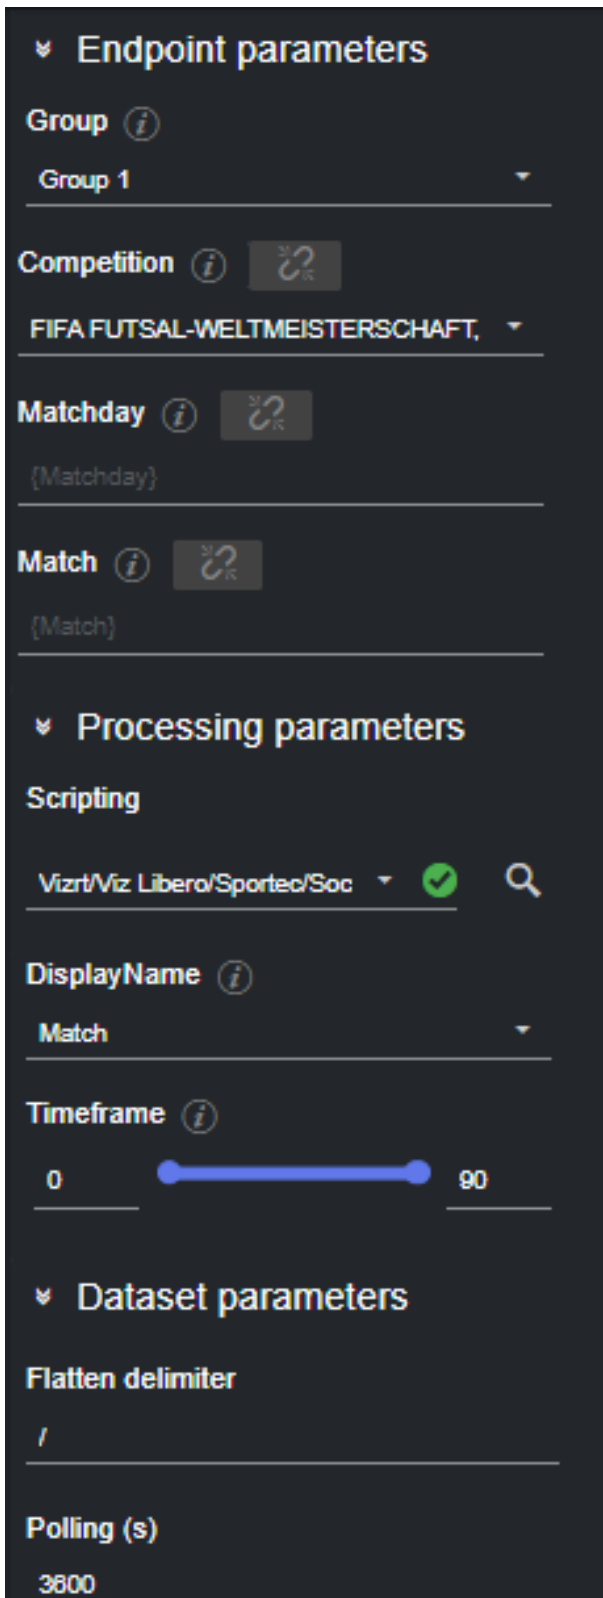 Endpoint parameters
Group
Group 1
Competition
FIFA FUTSAL-WELTMEISTERSCHAFT,
Matchday
{Matchday}
Match
{Match}
Processing parameters
Scripting
Vizrt/Viz Libero/Sportec/Soc
DisplayName
Match
Timeframe
0 90
Dataset parameters
Flatten delimiter
/
Polling (s)
3600